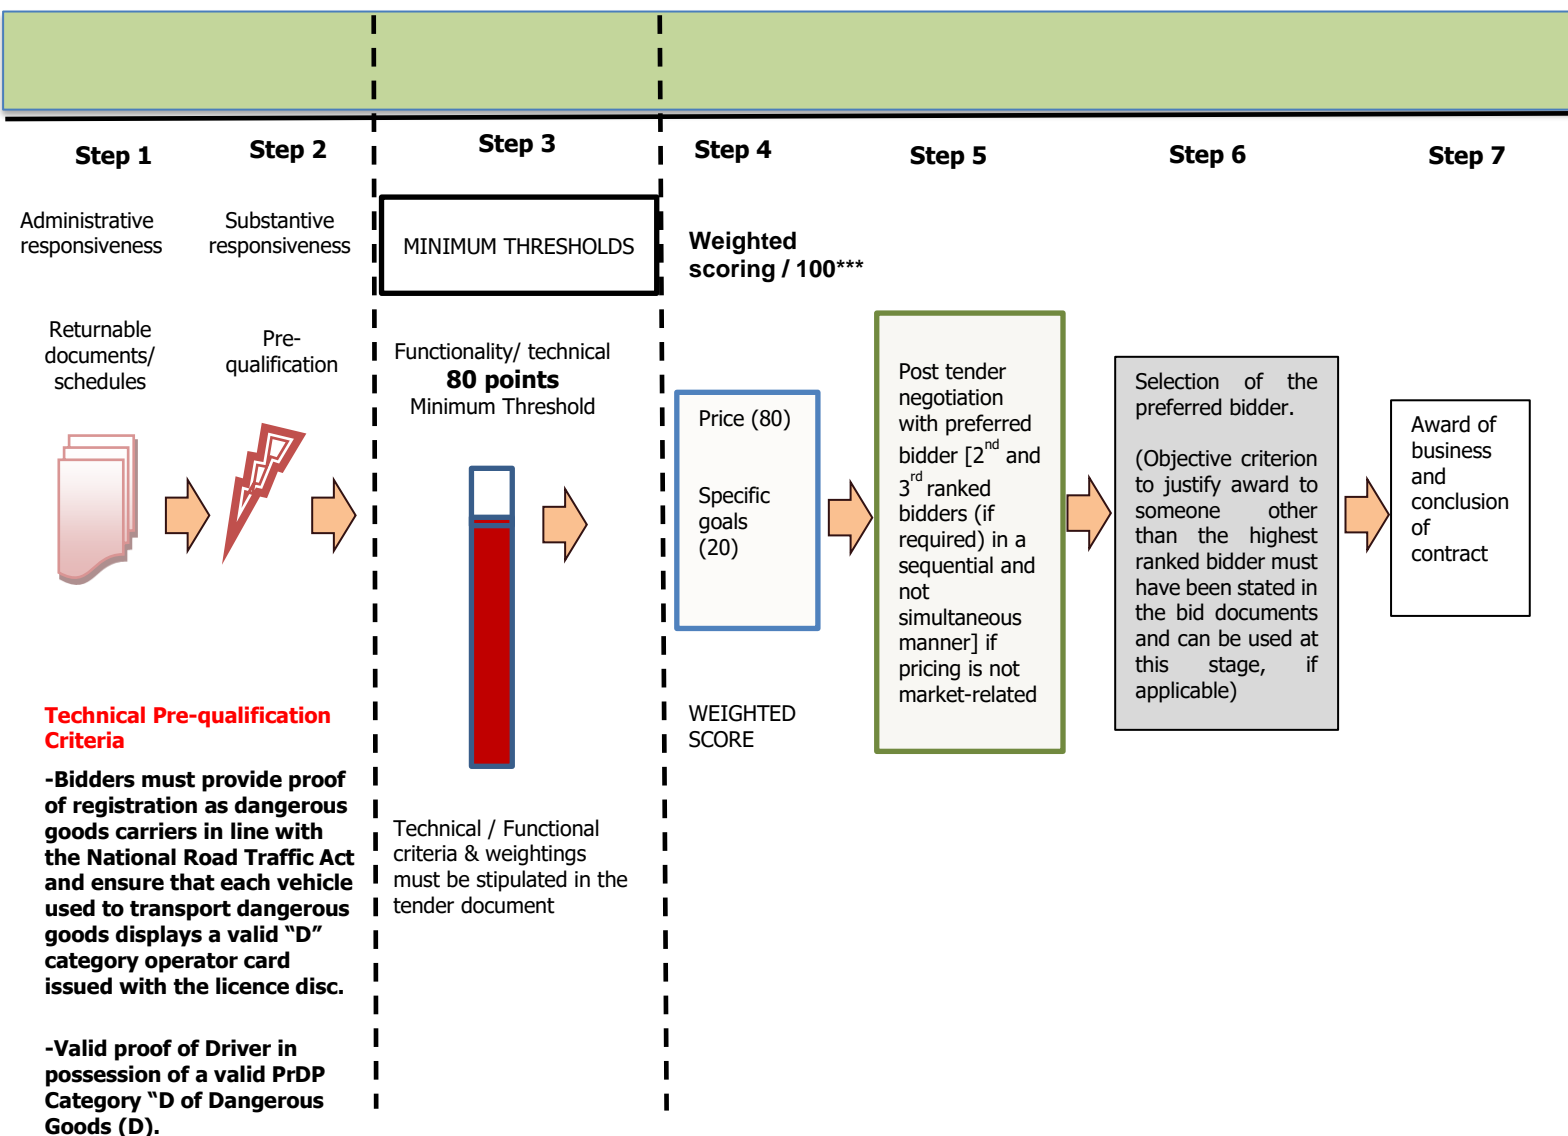 Step 1
Step 2
Step 3
Step 4
Step 5
Step 6
Step 7
Administrative
responsiveness
Substantive
responsiveness
MINIMUM THRESHOLDS
Weighted
scoring / 100***
Returnable
documents/
schedules
Pre-
qualification
Functionality/ technical
80 points
Minimum Threshold
Price (80)
Specific
goals
(20)
Post tender
negotiation
with preferred
bidder [2nd and
3rd ranked
bidders (if
required) in a
sequential and
not
simultaneous
manner] if
pricing is not
market-related
Selection of the
preferred bidder.
(Objective criterion
to justify award to
someone other
than the highest
ranked bidder must
have been stated in
the bid documents
and can be used at
this stage, if
applicable)
Award of
business
and
conclusion
of
contract
WEIGHTED
SCORE
Technical Pre-qualification
Criteria
-Bidders must provide proof
of registration as dangerous
goods carriers in line with
the National Road Traffic Act
and ensure that each vehicle
used to transport dangerous
goods displays a valid “D”
category operator card
issued with the licence disc.
-Valid proof of Driver in
possession of a valid PrDP
Category “D of Dangerous
Goods (D).
Technical / Functional
criteria & weightings
must be stipulated in the
tender document